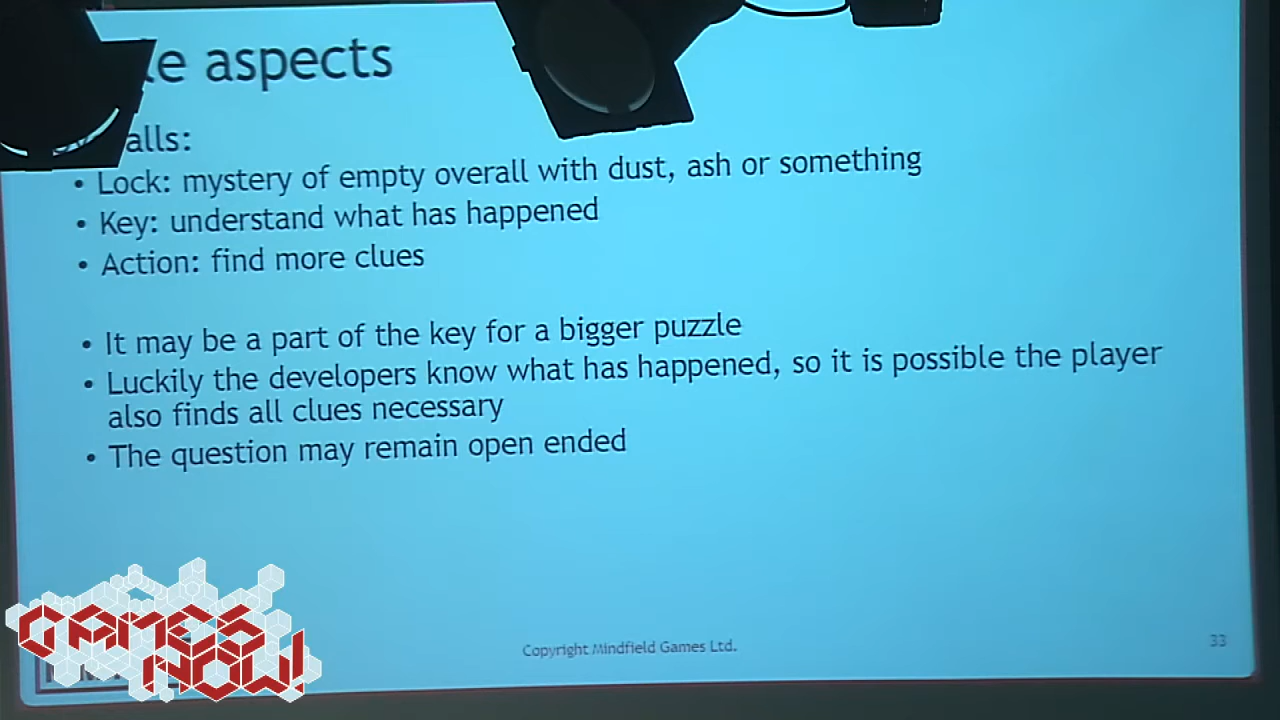 aspects
• Lock: mystery of empty overall with dust, ash or something
• Key: understand what has happened
• Action: find more clues
• It may be a part of the key for a bigger puzzle
• Luckily the developers know what has happened, so it is possible the player
also finds all clues necessary
• The question may remain open ended
Copyright Mindfield Games Ltd.
33
GAMES
NOW!